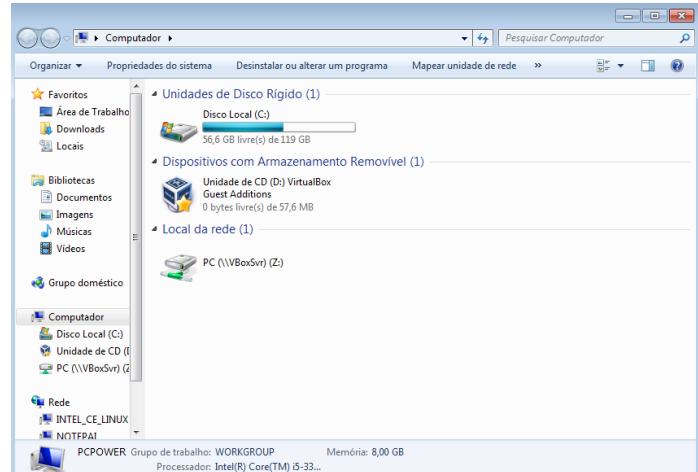 Computador
Pesquisar Computador
Organizar
Propriedades do sistema
Desinstalar ou alterar um programa
Mapear unidade de rede
»
Favoritos
Área de Trabalho
Downloads
Locais
Bibliotecas
Documentos
Imagens
Músicas
Vídeos
Grupo doméstico
Computador
Disco Local (C:)
Unidade de CD (
PC (\\VBoxSvr) (Z
Rede
INTEL_CE_LINUX
NOTEPAL
Unidades de Disco Rígido (1)
Disco Local (C:)
56,6 GB livre(s) de 119 GB
Dispositivos com Armazenamento Removível (1)
Unidade de CD (D:) VirtualBox
Guest Additions
0 bytes livre(s) de 57,6 MB
Local da rede (1)
PC (\\VBoxSvr) (Z:)
PCPOWER Grupo de trabalho: WORKGROUP Memória: 8,00 GB
Processador: Intel(R) Core(TM) i5-33...